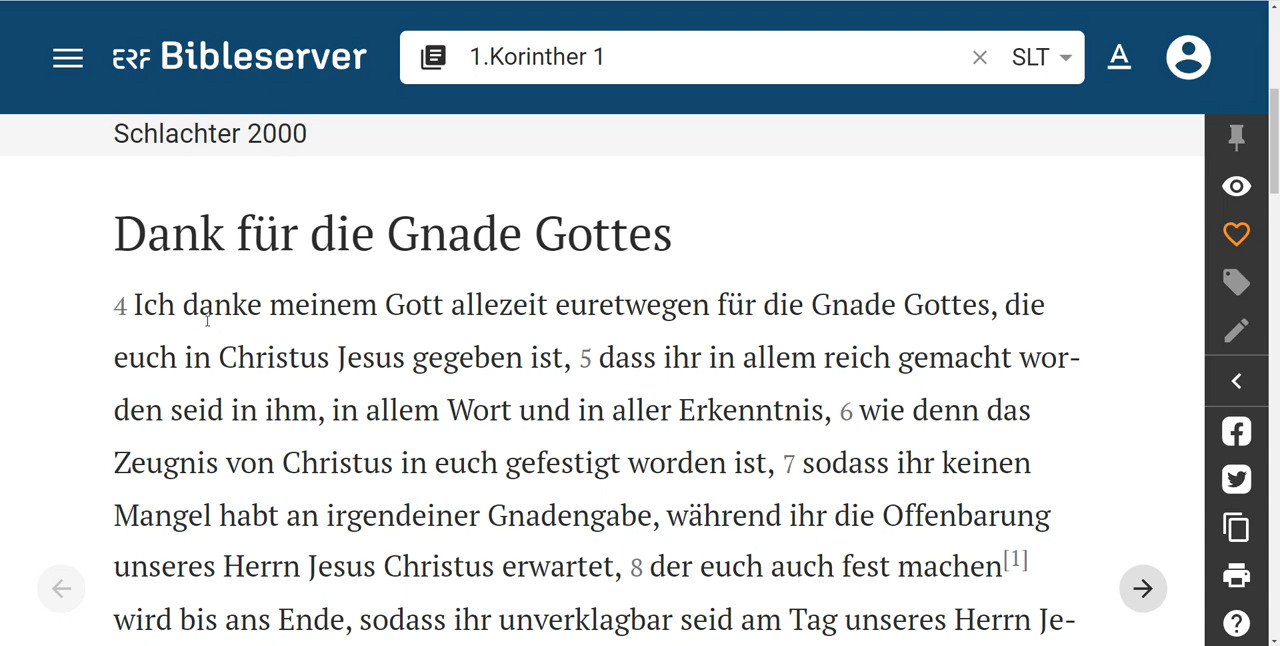 ERF Bibleserver
1.Korinther 1
SLT
A
Schlachter 2000
Dank für die Gnade Gottes
4 Ich danke meinem Gott allezeit euretwegen für die Gnade Gottes, die
euch in Christus Jesus gegeben ist, 5 dass ihr in allem reich gemacht wor-
den seid in ihm, in allem Wort und in aller Erkenntnis, 6 wie denn das
Zeugnis von Christus in euch gefestigt worden ist, 7 sodass ihr keinen
Mangel habt an irgendeiner Gnadengabe, während ihr die Offenbarung
unseres Herrn Jesus Christus erwartet, 8 der euch auch fest machen[1]
wird bis ans Ende, sodass ihr unverklagbar seid am Tag unseres Herrn Je-